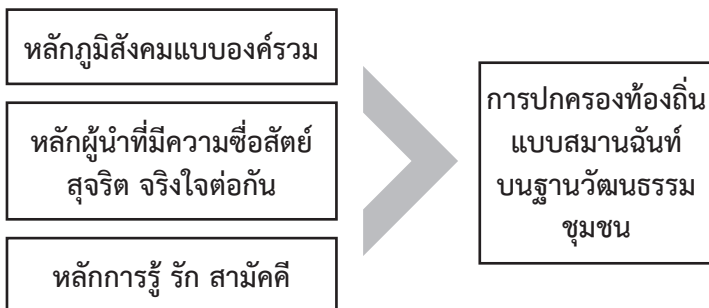 หลักภูมิสังคมแบบองค์รวม
หลักผู้นำที่มีความซื่อสัตย์
สุจริต จริงใจต่อกัน
หลักการรู้ รัก สามัคคี
การปกครองท้องถิ่น
แบบสมานฉันท์
บนฐานวัฒนธรรม
ชุมชน